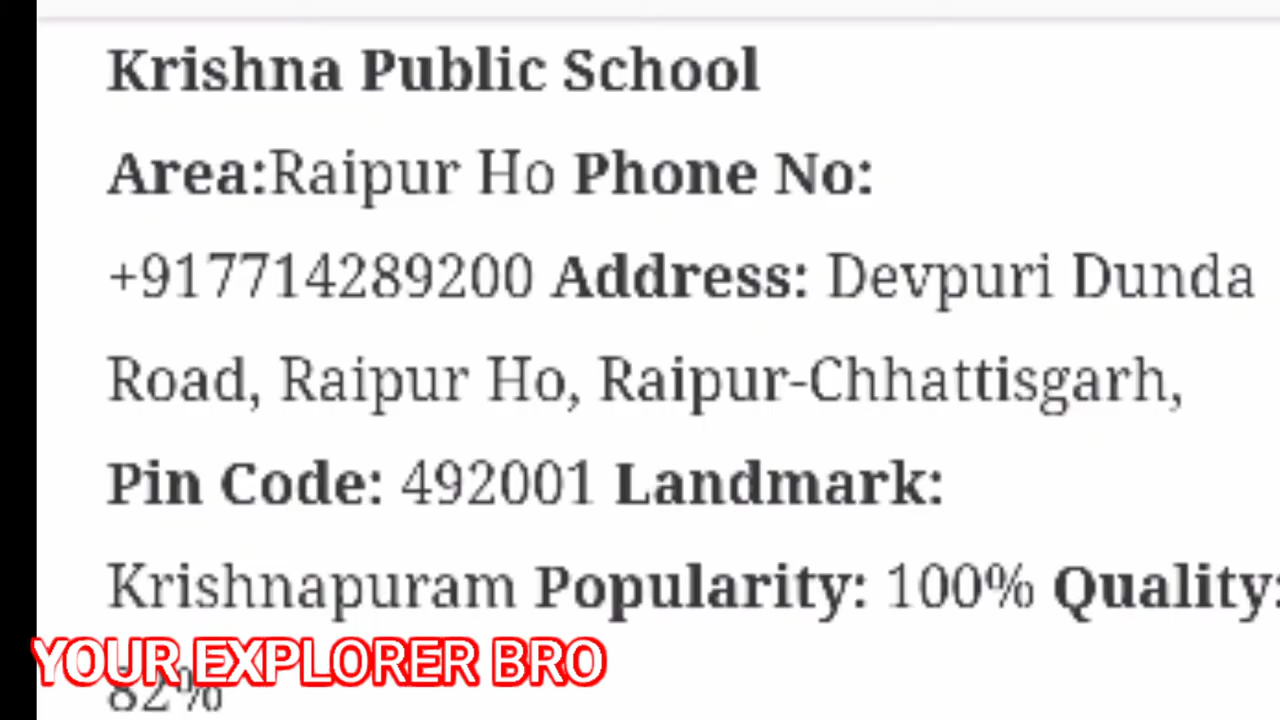 Krishna Public School
Area:Raipur Ho Phone No:
+917714289200 Address: Devpuri Dunda
Road, Raipur Ho, Raipur-Chhattisgarh,
Pin Code: 492001 Landmark:
Krishnapuram Popularity: 100% Quality:
82%
YOUR EXPLORER BRO